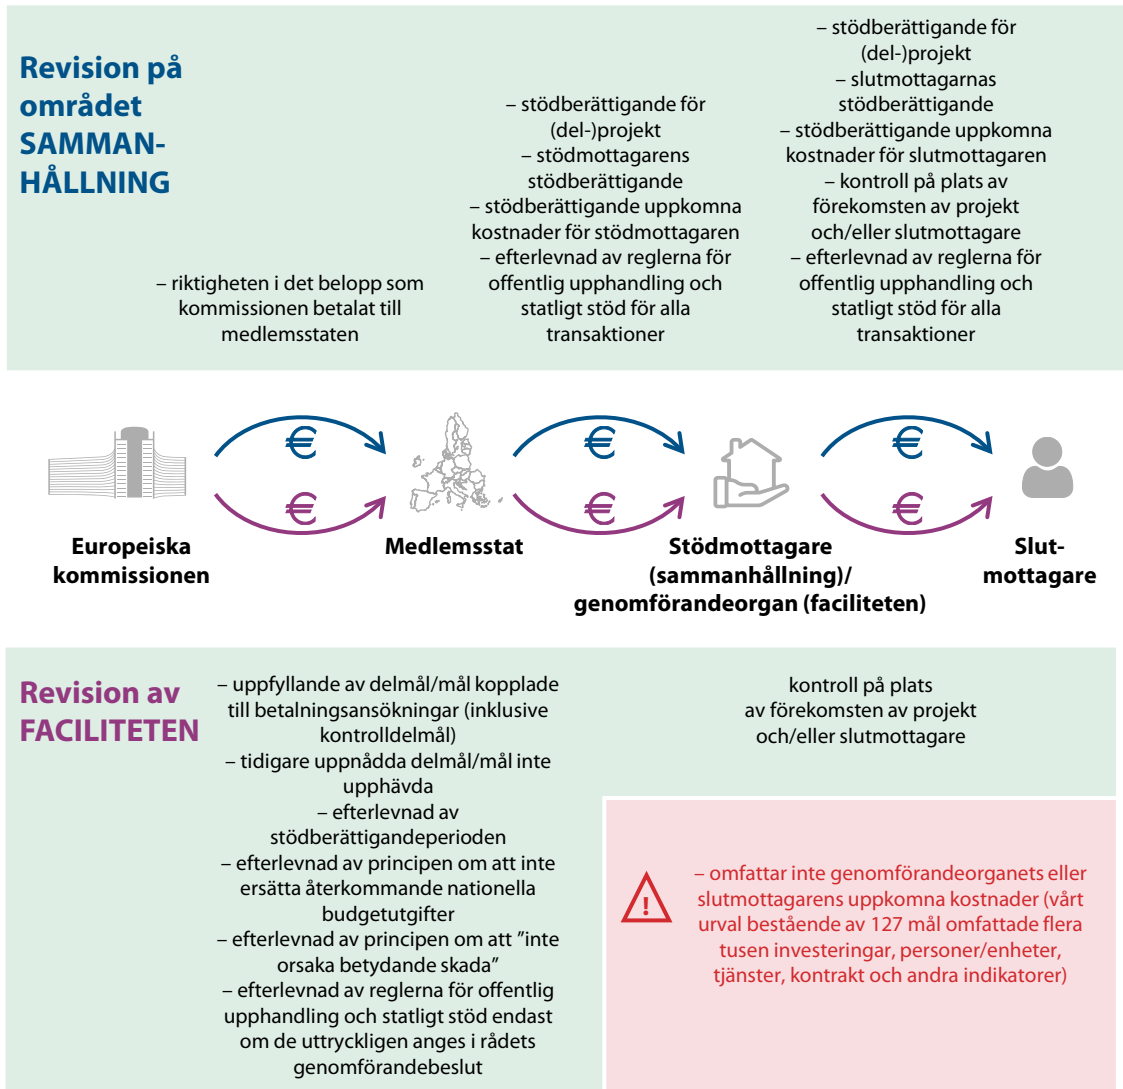 Revision på
området
SAMMAN-
HÅLLNING
– riktigheten i det belopp som
kommissionen betalat till
medlemsstaten
– stödberättigande för
(del-)projekt
– stödmottagarens
stödberättigande
– stödberättigande uppkomna
kostnader för stödmottagaren
– efterlevnad av reglerna för
offentlig upphandling och
statligt stöd för alla
transaktioner
– stödberättigande för
(del-)projekt
– slutmottagarnas
stödberättigande
– stödberättigande uppkomna
kostnader för slutmottagaren
– kontroll på plats av
förekomsten av projekt
och/eller slutmottagare
– efterlevnad av reglerna för
offentlig upphandling och
statligt stöd för alla
transaktioner
€
€
€
€
€
€
Europeiska
kommissionen
Medlemsstat
Stödmottagare
(sammanhållning)/
genomförandeorgan (faciliteten)
Slut-
mottagare
Revision av
FACILITETEN
– uppfyllande av delmål/mål kopplade
till betalningsansökningar (inklusive
kontrolldelmål)
– tidigare uppnådda delmål/mål inte
upphävda
– efterlevnad av
stödberättigandeperioden
– efterlevnad av principen om att inte
ersätta återkommande nationella
budgetutgifter
– efterlevnad av principen om att ”inte
orsaka betydande skada”
– efterlevnad av reglerna för offentlig
upphandling och statligt stöd endast
om de uttryckligen anges i rådets
genomförandebeslut
kontroll på plats
av förekomsten av projekt
och/eller slutmottagare
!
– omfattar inte genomförandeorganets eller
slutmottagarens uppkomna kostnader (vårt
urval bestående av 127 mål omfattade flera
tusen investeringar, personer/enheter,
tjänster, kontrakt och andra indikatorer)